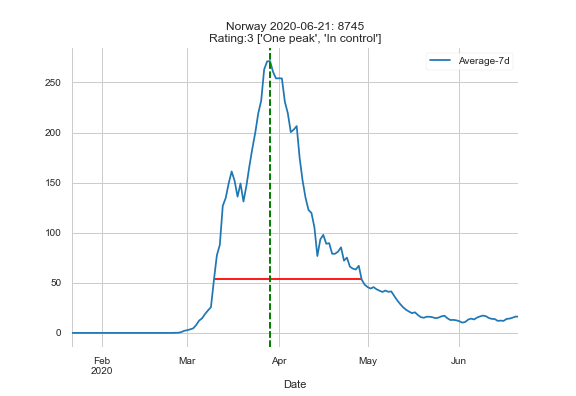 Norway 2020-06-21: 8745
Rating:3 ['One peak', 'In control']
Average-7d
250
200
150
100
50
0
Feb
2020
Mar
Apr
May
Jun
Date